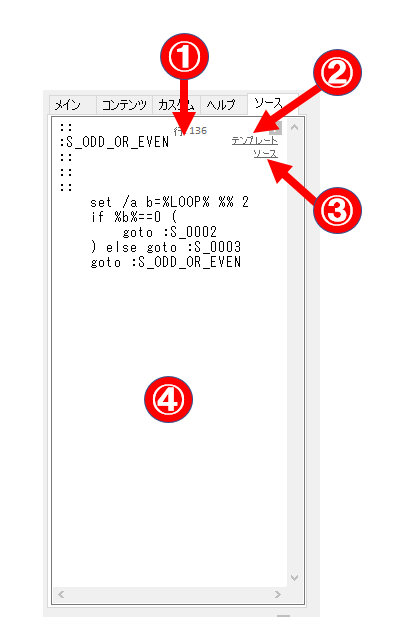 ①
②
メイン コンテンツ カスタム ヘルプ ソース
::
行 136
:S_ODD_OR_EVEN
テンプレート
::
ソース
::
::
set /a b=%LOOP% %% 2
if %b%==0 (
goto :S_0002
) else goto :S_0003
goto :S_ODD_OR_EVEN
③
④